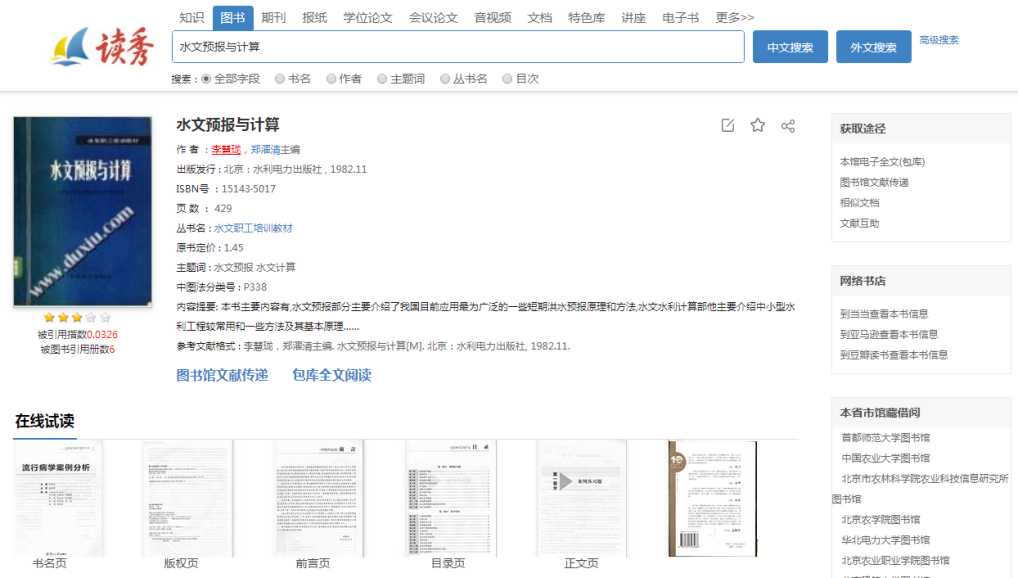 知识 图书 期刊 报纸 学位论文 会议论文 音视频 文档 特色库 讲座 电子书 更多>>
读秀
水文预报与计算
中文搜索
外文搜索
高级搜索
搜索： 全部字段 书名 作者 主题词 丛书名 目次
水文预报与计算
www.duxiu.com
被引用指数0.0326
被图书引用册数6
水文预报与计算
作 者 ：李慧珑，郑濯清主编
出版发行 : 北京：水利电力出版社 , 1982.11
ISBN号 ：15143·5017
页 数 ： 429
丛书名 : 水文职工培训教材
原书定价 : 1.45
主题词 : 水文预报 水文计算
中图法分类号 : P338
内容提要: 本书主要内容有,水文预报部分主要介绍了我国目前应用最为广泛的一些短期洪水预报原理和方法,水文水利计算部他主要介绍中小型水
利工程较常用和一些方法及其基本原理......
参考文献格式 : 李慧珑，郑濯清主编. 水文预报与计算[M]. 北京：水利电力出版社, 1982.11.
图书馆文献传递 包库全文阅读
获取途径
本馆电子全文(包库)
图书馆文献传递
相似文档
文献互助
网络书店
到当当查看本书信息
到亚马逊查看本书信息
到豆瓣读书查看本书信息
本省市馆藏借阅
首都师范大学图书馆
中国农业大学图书馆
北京市农林科学院农业科技信息研究所
图书馆
北京农学院图书馆
华北电力大学图书馆
北京农业职业学院图书馆
在线试读
流行病学案例分析
书名页
版权页
前言页
目录页
正文页